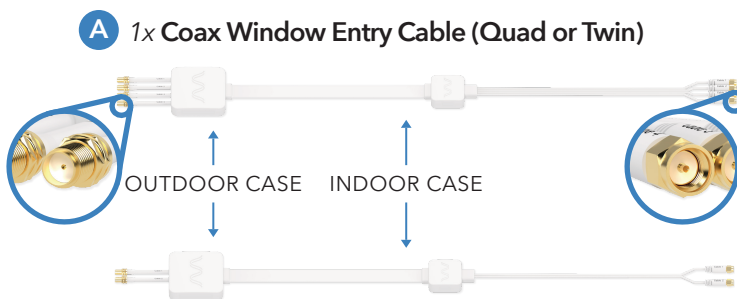 A 1x Coax Window Entry Cable (Quad or Twin)
OUTDOOR CASE INDOOR CASE